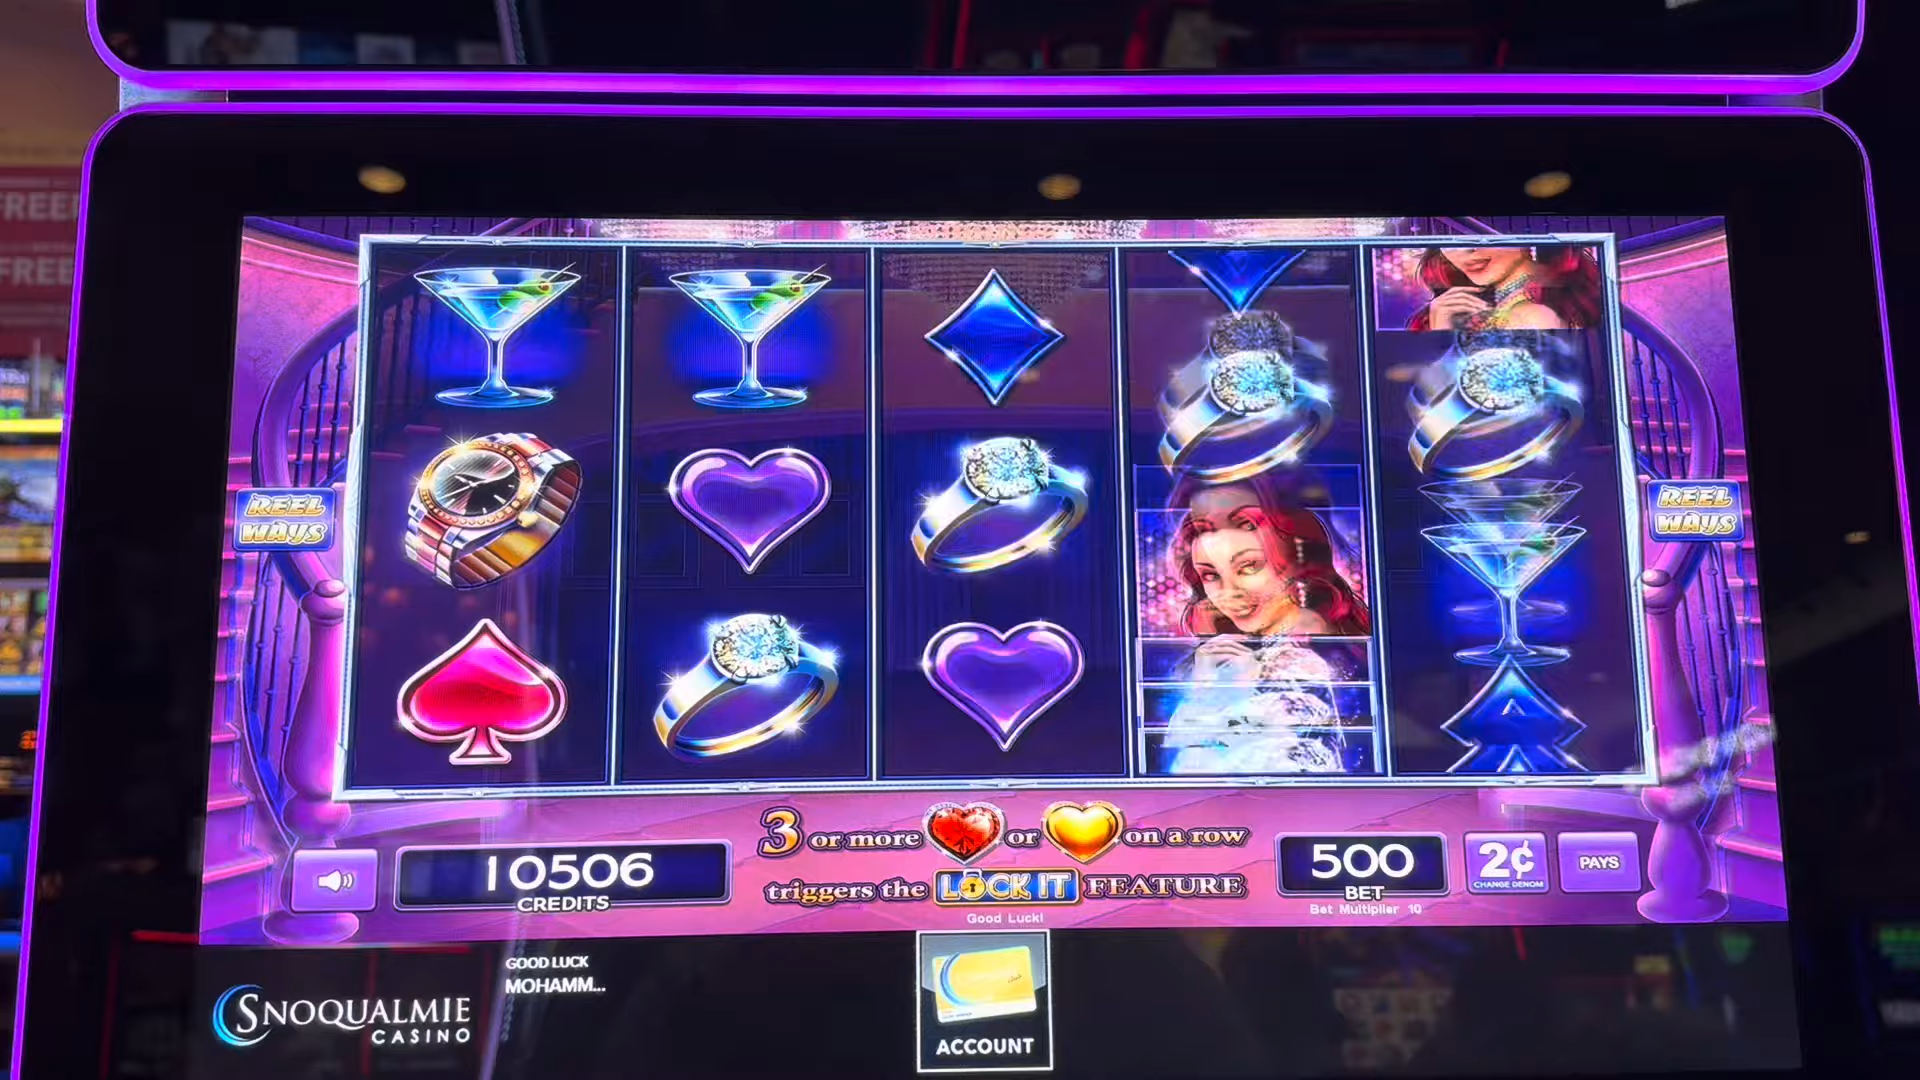 FREE
FREE
REEL
WAYS
REEL
WAYS
3 or more or on a row
triggers the LOCK IT FEATURE
Good Luck!
10506
CREDITS
500
BET
Bet Multiplier 10
2¢
CHANGE DENOM
PAYS
GOOD LUCK
MOHAMM...
SNOQUALMIE
CASINO
ACCOUNT